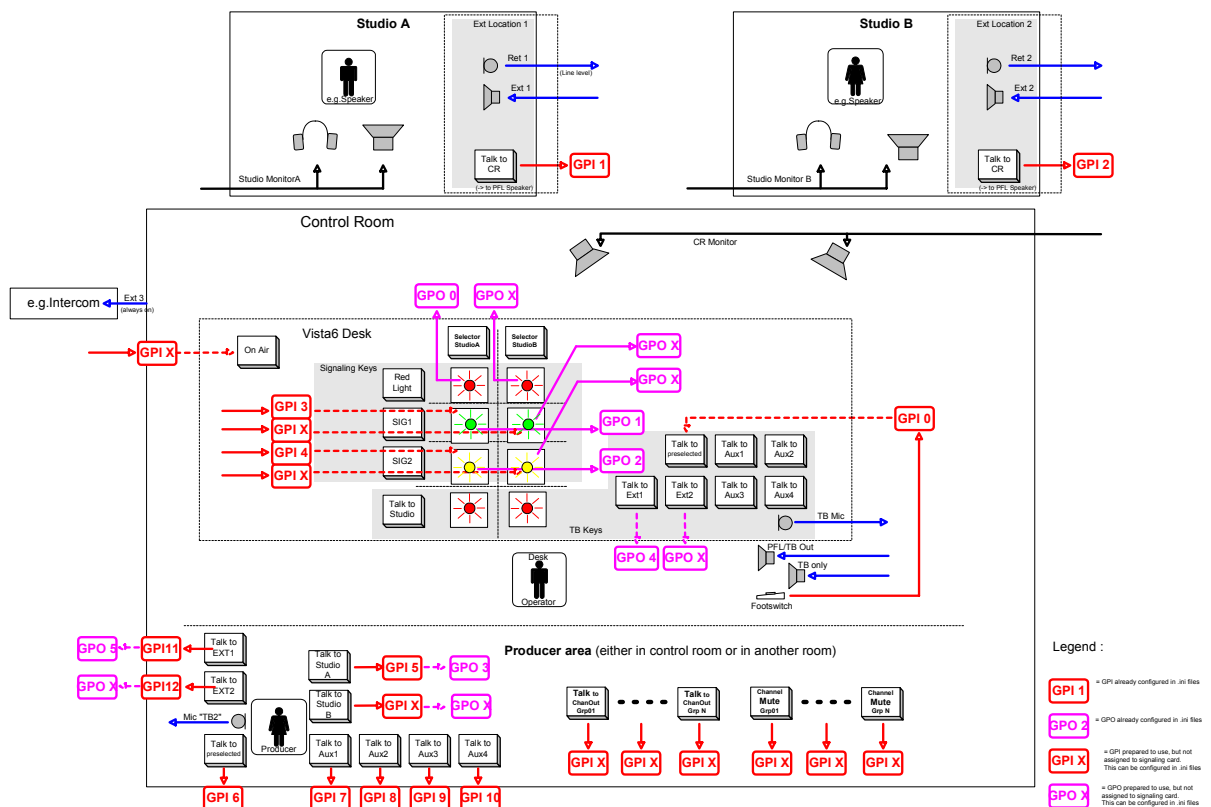 Studio A
Ext Location 1
Ret 1
(Line level)
e.g.Speaker
Ext 1
Talk to
CR
GPI 1
Studio MonitorA
(-> to PFL Speaker)
Studio B
Ext Location 2
Ret 2
e.g.Speaker
Ext 2
Talk to
CR
GPI 2
Studio Monitor B
(-> to PFL Speaker)
Control Room
CR Monitor
e.g.Intercom
Ext 3
(always on)
GPO 0
GPO X
Vista6 Desk
GPI X
On Air
Selector
StudioA
Selector
StudioB
GPO X
Signaling Keys
Red
Light
GPO X
GPI 3
SIG1
GPI X
GPO 1
GPI 0
GPI 4
SIG2
GPI X
GPO 2
Talk to
preselected
Talk to
Aux1
Talk to
Aux2
Talk to
Ext1
Talk to
Ext2
Talk to
Aux3
Talk to
Aux4
Talk to
Studio
TB Keys
TB Mic
GPO 4
GPO X
PFL/TB Out
TB only
Footswitch
Desk
Operator
GPO 5
GPI11
Talk to
EXT1
GPO X
GPI12
Talk to
EXT2
Mic "TB2"
Talk to
preselected
GPI 6
Producer
Talk to
Studio
A
GPI 5
GPO 3
Talk to
Studio
B
GPI X
GPO X
Talk to
Aux1
Talk to
Aux2
Talk to
Aux3
Talk to
Aux4
GPI 7
GPI 8
GPI 9
GPI 10
Producer area (either in control room or in another room)
Talk to
ChanOut
Grp01
Talk to
ChanOut
Grp N
Channel
Mute
Grp01
Channel
Mute
Grp N
GPI X
GPI X
GPI X
GPI X
GPI X
GPI X
Legend :
GPI 1
= GPI already configured in .ini files
GPO 2
= GPO already configured in .ini files
GPI X
= GPI prepared to use, but not
assigned to signaling card.
This can be configured in .ini files
GPO X
= GPO prepared to use, but not
assigned to signaling card.
This can be configured in .ini files